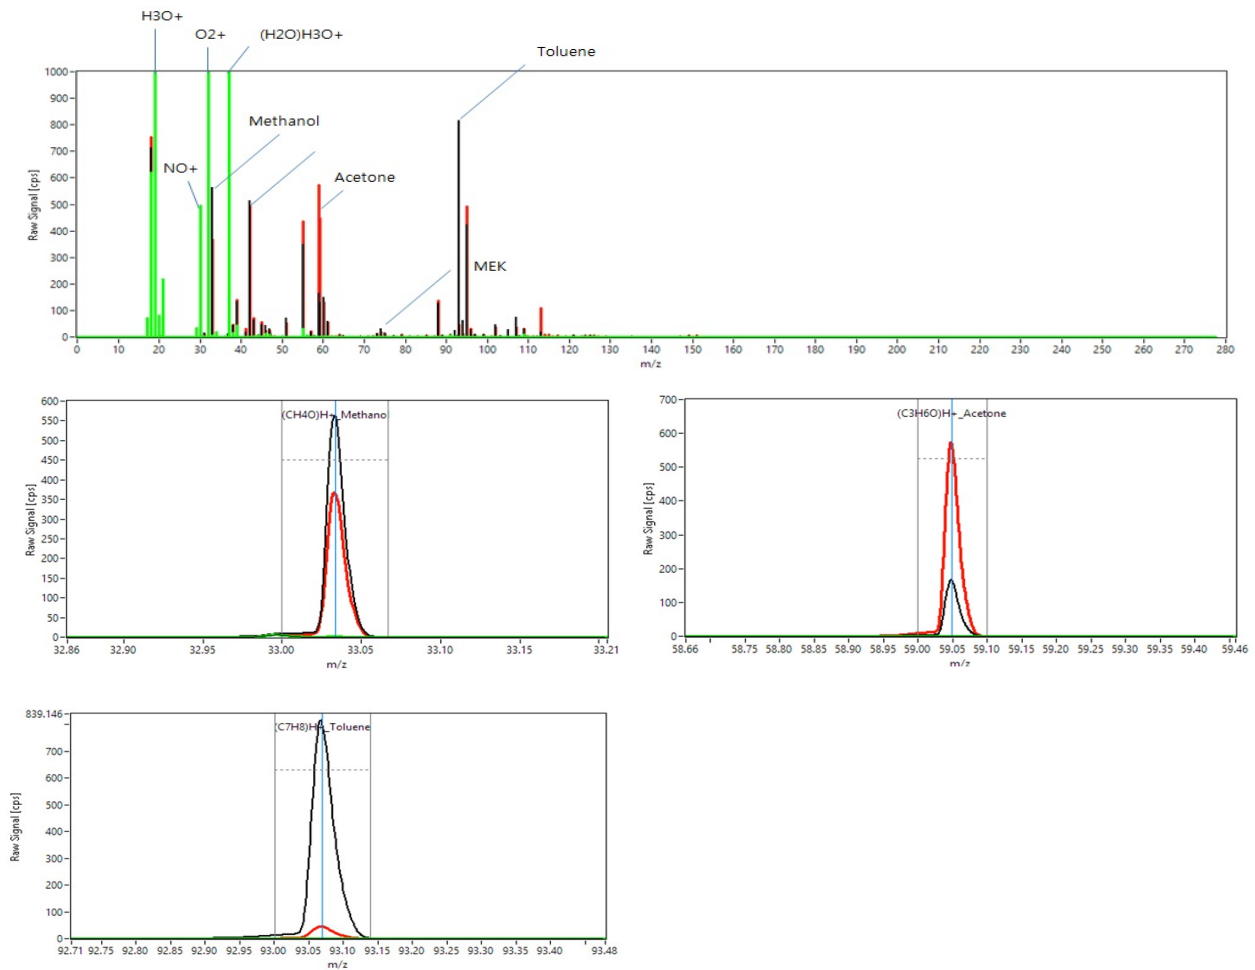 H3O+
O2+ (H2O)H3O+
Toluene
Methanol
NO+
Acetone
MEK
Raw Signal [cps]
1000
900
800
700
600
500
400
300
200
100
0
0 10 20 30 40 50 60 70 80 90 100 110 120 130 140 150 160 170 180 190 200 210 220 230 240 250 260 270 280
m/z
(CH4O)H+_Methano
Raw Signal [cps]
600
550
500
450
400
350
300
250
200
150
100
50
0
32.86 32.90 32.95 33.00 33.05 33.10 33.15 33.21
m/z
(C3H6O)H+_Acetone
Raw Signal [cps]
700
600
500
400
300
200
100
0
58.66 58.75 58.80 58.85 58.90 58.95 59.00 59.05 59.10 59.15 59.20 59.25 59.30 59.35 59.40 59.46
m/z
(C7H8)H+_Toluene
Raw Signal [cps]
839.146
700
600
500
400
300
200
100
0
92.71 92.75 92.80 92.85 92.90 92.95 93.00 93.05 93.10 93.15 93.20 93.25 93.30 93.35 93.40 93.48
m/z